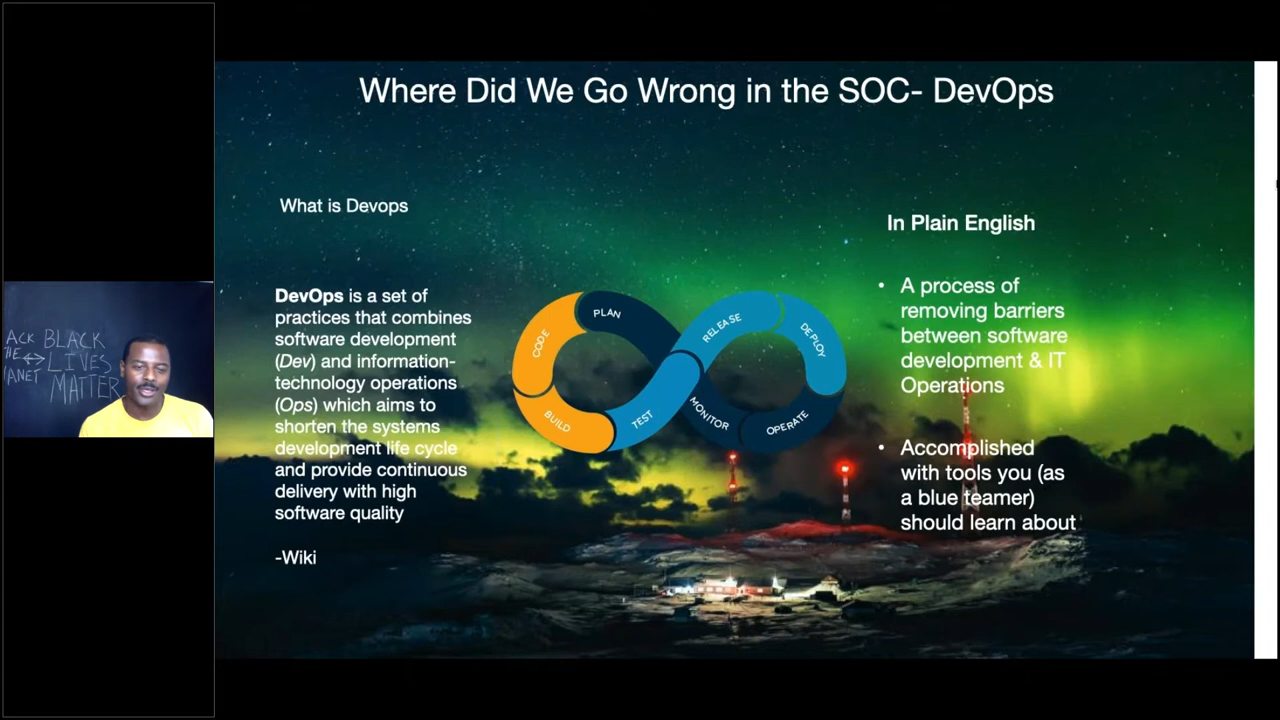 Where Did We Go Wrong in the SOC- DevOps
What is Devops
DevOps is a set of
practices that combines
software development
(Dev) and information-
technology operations
(Ops) which aims to
shorten the systems
development life cycle
and provide continuous
delivery with high
software quality
-Wiki
CODE
PLAN
BUILD
TEST
RELEASE
DEPLOY
OPERATE
MONITOR
In Plain English
• A process of
removing barriers
between software
development & IT
Operations
• Accomplished
with tools you (as
a blue teamer)
should learn about
BLACK
LIVES
MATTER